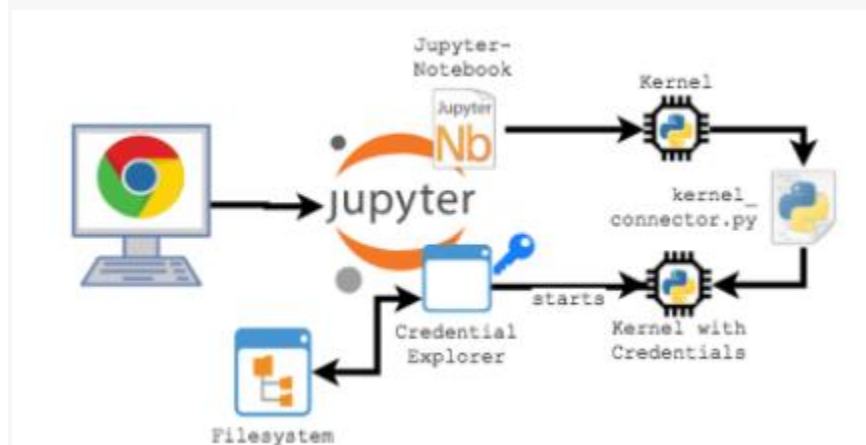 Jupyter-
Notebook
Jupyter
Nb
Kernel
jupyter
kernel_
connector.py
starts
Credential
Explorer
Kernel with
Credentials
Filesystem